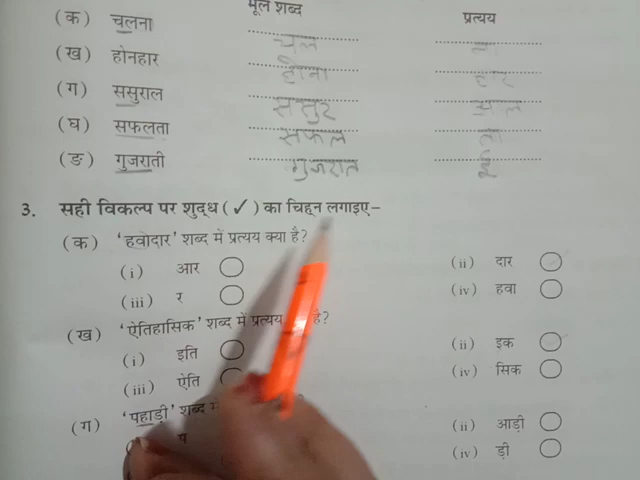 मूल शब्द प्रत्यय
(क) चलना चल ना
(ख) होनहार होना हार
(ग) ससुराल ससुर आल
(घ) सफलता सफल ता
(ङ) गुजराती गुजरात ई
3. सही विकल्प पर शुद्ध (✓) का चिह्न लगाइए–
(क) 'हवादार' शब्द में प्रत्यय क्या है?
(i) आर (ii) दार
(iii) र (iv) हवा
(ख) 'ऐतिहासिक' शब्द में प्रत्यय है?
(i) इति (ii) इक
(iii) ऐति (iv) सिक
(ग) 'पहाड़ी' शब्द में
(ii) आड़ी
(iv) ड़ी